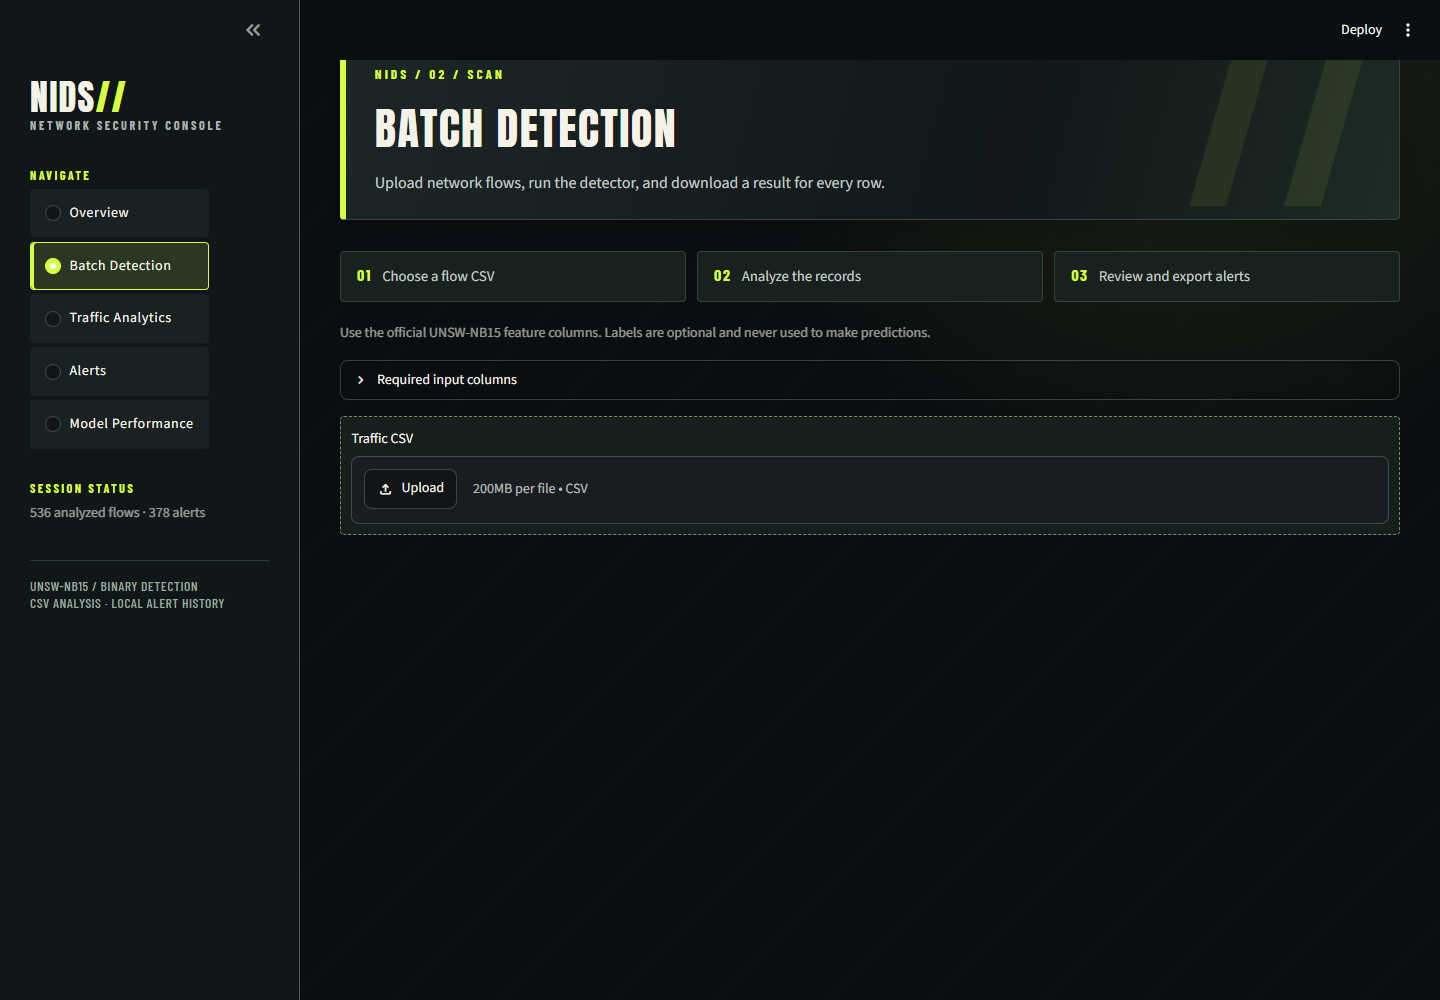 Deploy
NIDS//
NETWORK SECURITY CONSOLE
NAVIGATE
Overview
Batch Detection
Traffic Analytics
Alerts
Model Performance
SESSION STATUS
536 analyzed flows · 378 alerts
UNSW-NB15 / BINARY DETECTION
CSV ANALYSIS · LOCAL ALERT HISTORY
NIDS / 02 / SCAN
BATCH DETECTION
Upload network flows, run the detector, and download a result for every row.
01 Choose a flow CSV
02 Analyze the records
03 Review and export alerts
Use the official UNSW-NB15 feature columns. Labels are optional and never used to make predictions.
Required input columns
Traffic CSV
Upload
200MB per file • CSV